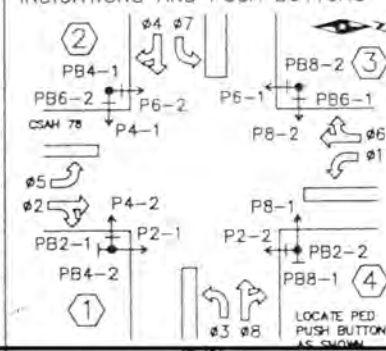 INDICATIONS AND PUSH BUTTONS
2
ø4 ø7
PB4-1
PB6-2
P6-2
P4-1
CSAH 78
PB8-2
3
P6-1
PB6-1
P8-2
ø6
ø1
ø5
ø2
P4-2
P2-1
PB2-1
PB4-2
1
P8-1
P2-2
PB2-2
PB8-1
4
ø3 ø8
LOCATE PED
PUSH BUTTON
AS SHOWN